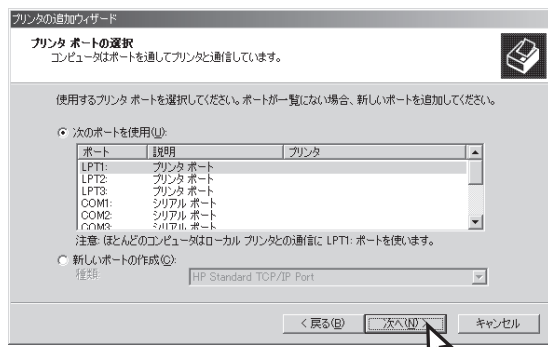 プリンタの追加ウィザード
プリンタ ポートの選択
コンピュータはポートを通してプリンタと通信しています。
使用するプリンタ ポートを選択してください。ポートが一覧にない場合、新しいポートを追加してください。
次のポートを使用(U):
ポート 説明 プリンタ
LPT1: プリンタ ポート
LPT2: プリンタ ポート
LPT3: プリンタ ポート
COM1: シリアル ポート
COM2: シリアル ポート
COM3: シリアル ポート
注意: ほとんどのコンピュータはローカル プリンタとの通信に LPT1: ポートを使います。
新しいポートの作成(C):
種類: HP Standard TCP/IP Port
< 戻る(B) 次へ(N) > キャンセル